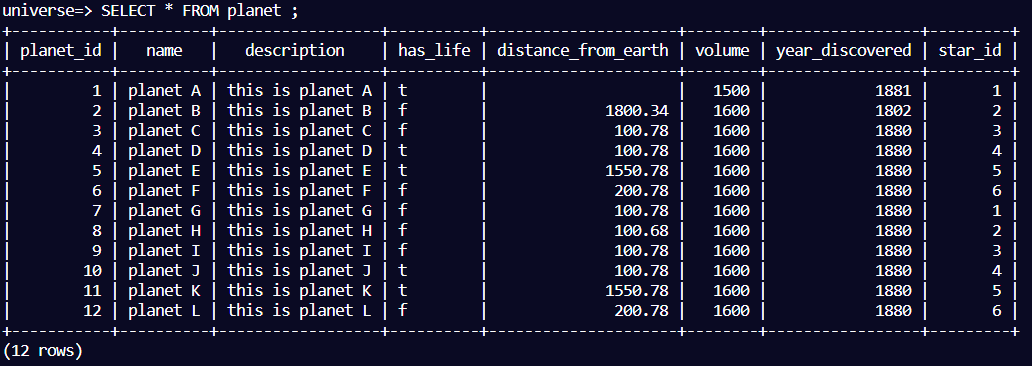 universe=> SELECT * FROM planet ;
+-----------+----------+------------------+----------+---------------------+--------+-----------------+---------+
| planet_id |   name   |   description    | has_life | distance_from_earth | volume | year_discovered | star_id |
+-----------+----------+------------------+----------+---------------------+--------+-----------------+---------+
|         1 | planet A | this is planet A | t        |                     |   1500 |            1881 |       1 |
|         2 | planet B | this is planet B | f        |             1800.34 |   1600 |            1802 |       2 |
|         3 | planet C | this is planet C | f        |              100.78 |   1600 |            1880 |       3 |
|         4 | planet D | this is planet D | t        |              100.78 |   1600 |            1880 |       4 |
|         5 | planet E | this is planet E | t        |             1550.78 |   1600 |            1880 |       5 |
|         6 | planet F | this is planet F | f        |              200.78 |   1600 |            1880 |       6 |
|         7 | planet G | this is planet G | f        |              100.78 |   1600 |            1880 |       1 |
|         8 | planet H | this is planet H | f        |              100.68 |   1600 |            1880 |       2 |
|         9 | planet I | this is planet I | f        |              100.78 |   1600 |            1880 |       3 |
|        10 | planet J | this is planet J | t        |              100.78 |   1600 |            1880 |       4 |
|        11 | planet K | this is planet K | t        |             1550.78 |   1600 |            1880 |       5 |
|        12 | planet L | this is planet L | f        |              200.78 |   1600 |            1880 |       6 |
+-----------+----------+------------------+----------+---------------------+--------+-----------------+---------+
(12 rows)